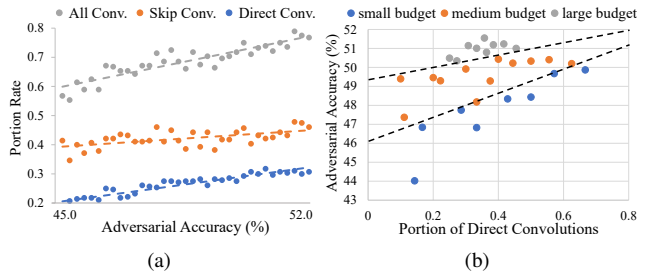 All Conv. Skip Conv. Direct Conv.
Portion Rate
0.8
0.7
0.6
0.5
0.4
0.3
0.2
45.0 52.0
Adversarial Accuracy (%)
(a)
small budget medium budget large budget
Adversarial Accuracy (%)
52
51
50
49
48
47
46
45
44
43
0 0.2 0.4 0.6 0.8
Portion of Direct Convolutions
(b)